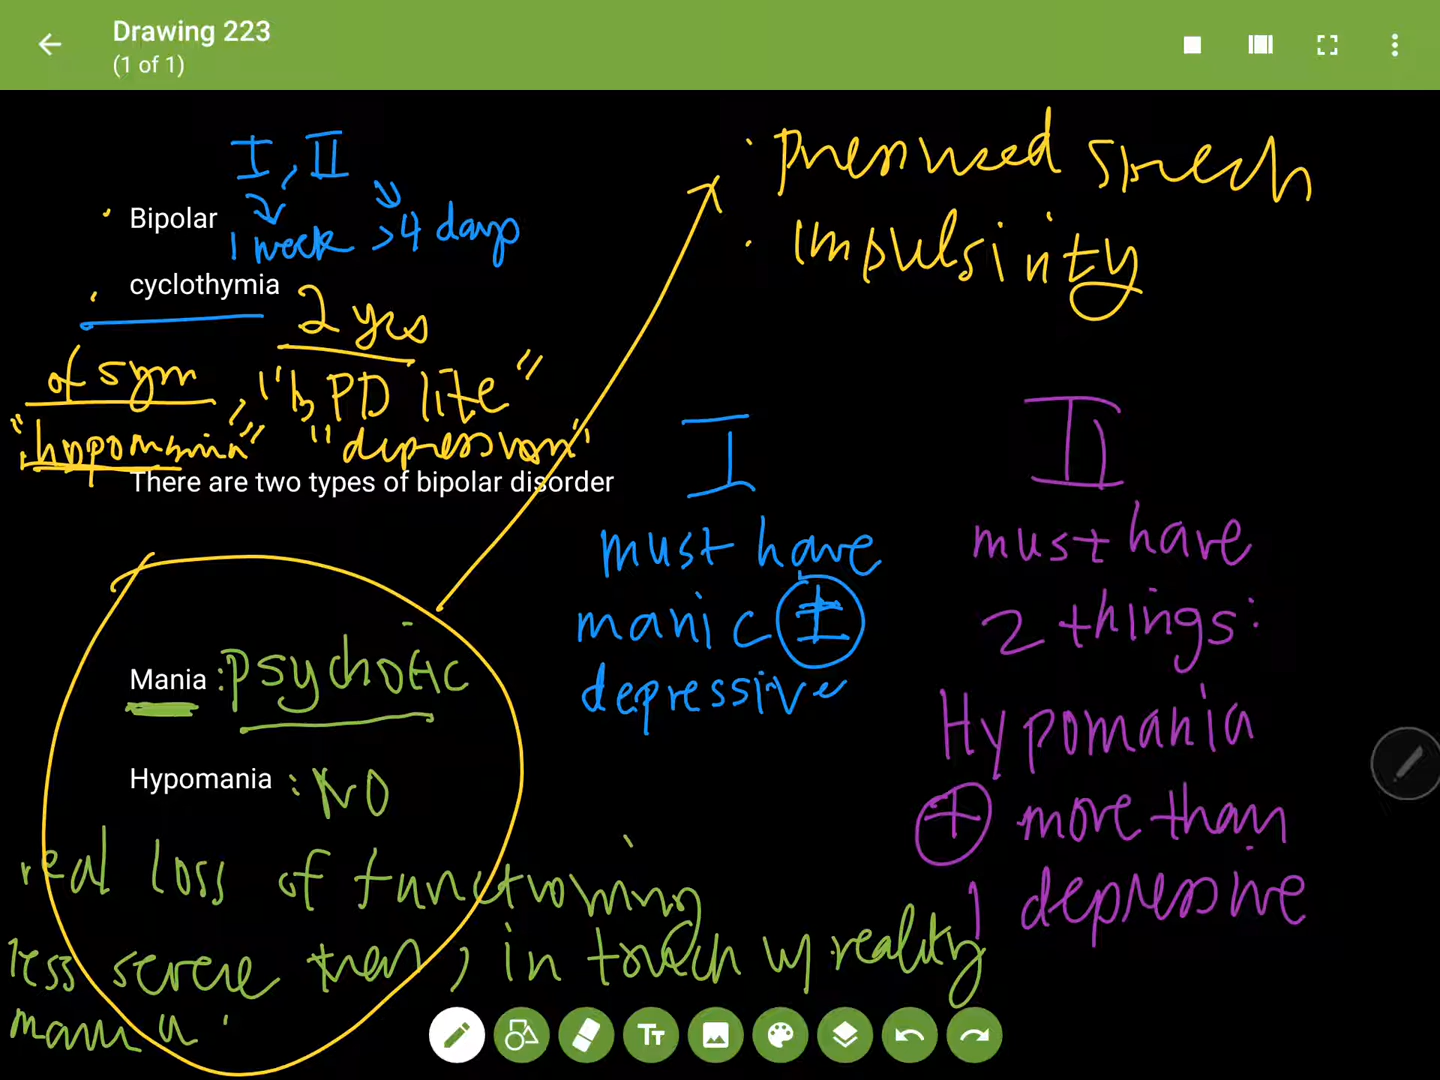 Drawing 223
(1 of 1)
I, II
Bipolar
1 week >4 days
cyclothymia
2 yrs
of sym, "bPD lite"
"hypomania" "depression"
There are two types of bipolar disorder
Mania : psychotic
Hypomania : NO
real loss of functioning
less severe than, in touch w/ reality
mania
· pressured speech
· impulsivity
I
must have
manic ±
depressive
II
must have
2 things:
Hypomania
+ more than
1 depressive
Tt